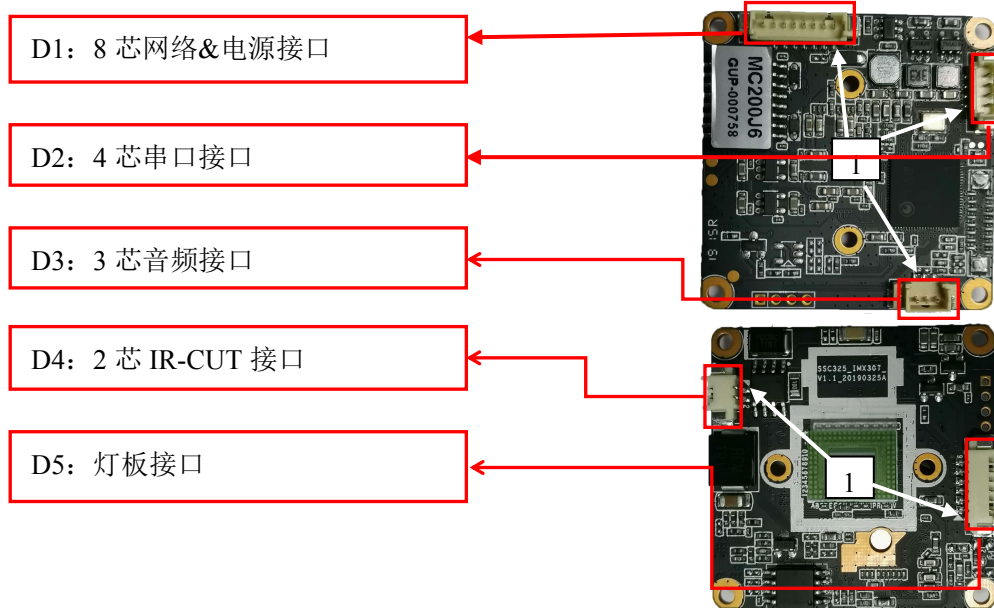 D1：8 芯网络&电源接口
D2：4 芯串口接口
D3：3 芯音频接口
D4：2 芯 IR-CUT 接口
D5：灯板接口
MC200J6
GUP-000758
1
SSC325_IMX307_
V1.1_20190325A
1
12345678910